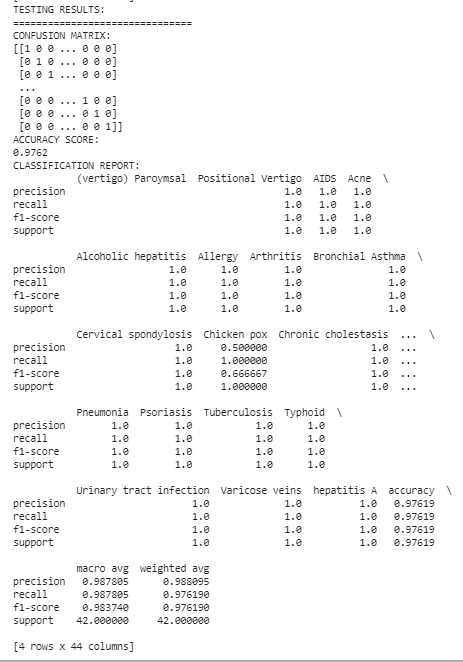 TESTING RESULTS:
===============================
CONFUSION MATRIX:
[[1 0 0 ... 0 0 0]
 [0 1 0 ... 0 0 0]
 [0 0 1 ... 0 0 0]
 ...
 [0 0 0 ... 1 0 0]
 [0 0 0 ... 0 1 0]
 [0 0 0 ... 0 0 1]]
ACCURACY SCORE:
0.9762
CLASSIFICATION REPORT:
(vertigo) Paroymsal  Positional Vertigo  AIDS  Acne  \
precision 1.0 1.0 1.0
recall 1.0 1.0 1.0
f1-score 1.0 1.0 1.0
support 1.0 1.0 1.0
Alcoholic hepatitis  Allergy  Arthritis  Bronchial Asthma  \
precision 1.0 1.0 1.0 1.0
recall 1.0 1.0 1.0 1.0
f1-score 1.0 1.0 1.0 1.0
support 1.0 1.0 1.0 1.0
Cervical spondylosis  Chicken pox  Chronic cholestasis  ...  \
precision 1.0 0.500000 1.0 ...
recall 1.0 1.000000 1.0 ...
f1-score 1.0 0.666667 1.0 ...
support 1.0 1.000000 1.0 ...
Pneumonia  Psoriasis  Tuberculosis  Typhoid  \
precision 1.0 1.0 1.0 1.0
recall 1.0 1.0 1.0 1.0
f1-score 1.0 1.0 1.0 1.0
support 1.0 1.0 1.0 1.0
Urinary tract infection  Varicose veins  hepatitis A  accuracy  \
precision 1.0 1.0 1.0 0.97619
recall 1.0 1.0 1.0 0.97619
f1-score 1.0 1.0 1.0 0.97619
support 1.0 1.0 1.0 0.97619
macro avg  weighted avg
precision 0.987805 0.988095
recall 0.987805 0.976190
f1-score 0.983740 0.976190
support 42.000000 42.000000
[4 rows x 44 columns]